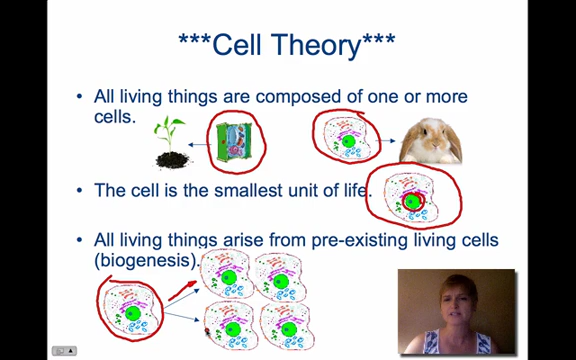 ***Cell Theory***
• All living things are composed of one or more
cells.
• The cell is the smallest unit of life.
• All living things arise from pre-existing living cells
(biogenesis).